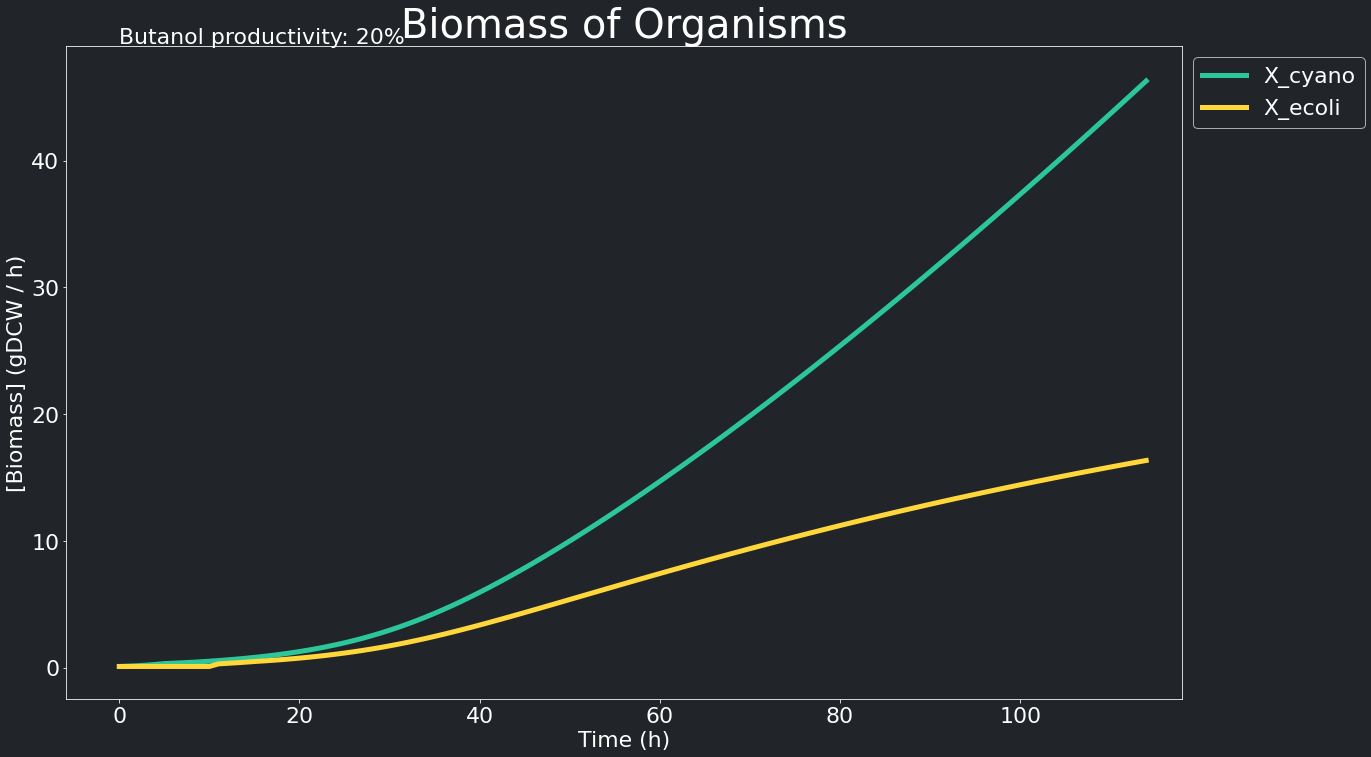 Biomass of Organisms
Butanol productivity: 20%
X_cyano
X_ecoli
[Biomass] (gDCW / h)
40
30
20
10
0
0 20 40 60 80 100
Time (h)